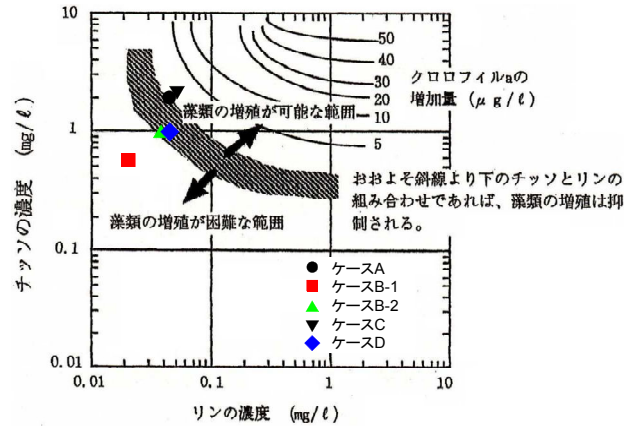 10
50
40
30
20
10
5
クロロフィルaの
増加量(μg/ℓ)
藻類の増殖が可能な範囲
チッソの濃度 (mg/ℓ)
1
おおよそ斜線より下のチッソとリンの
組み合わせであれば、藻類の増殖は抑
制される。
藻類の増殖が困難な範囲
0.1
ケースA
ケースB-1
ケースB-2
ケースC
ケースD
0.01
0.01
0.1
1
10
リンの濃度 (mg/ℓ)